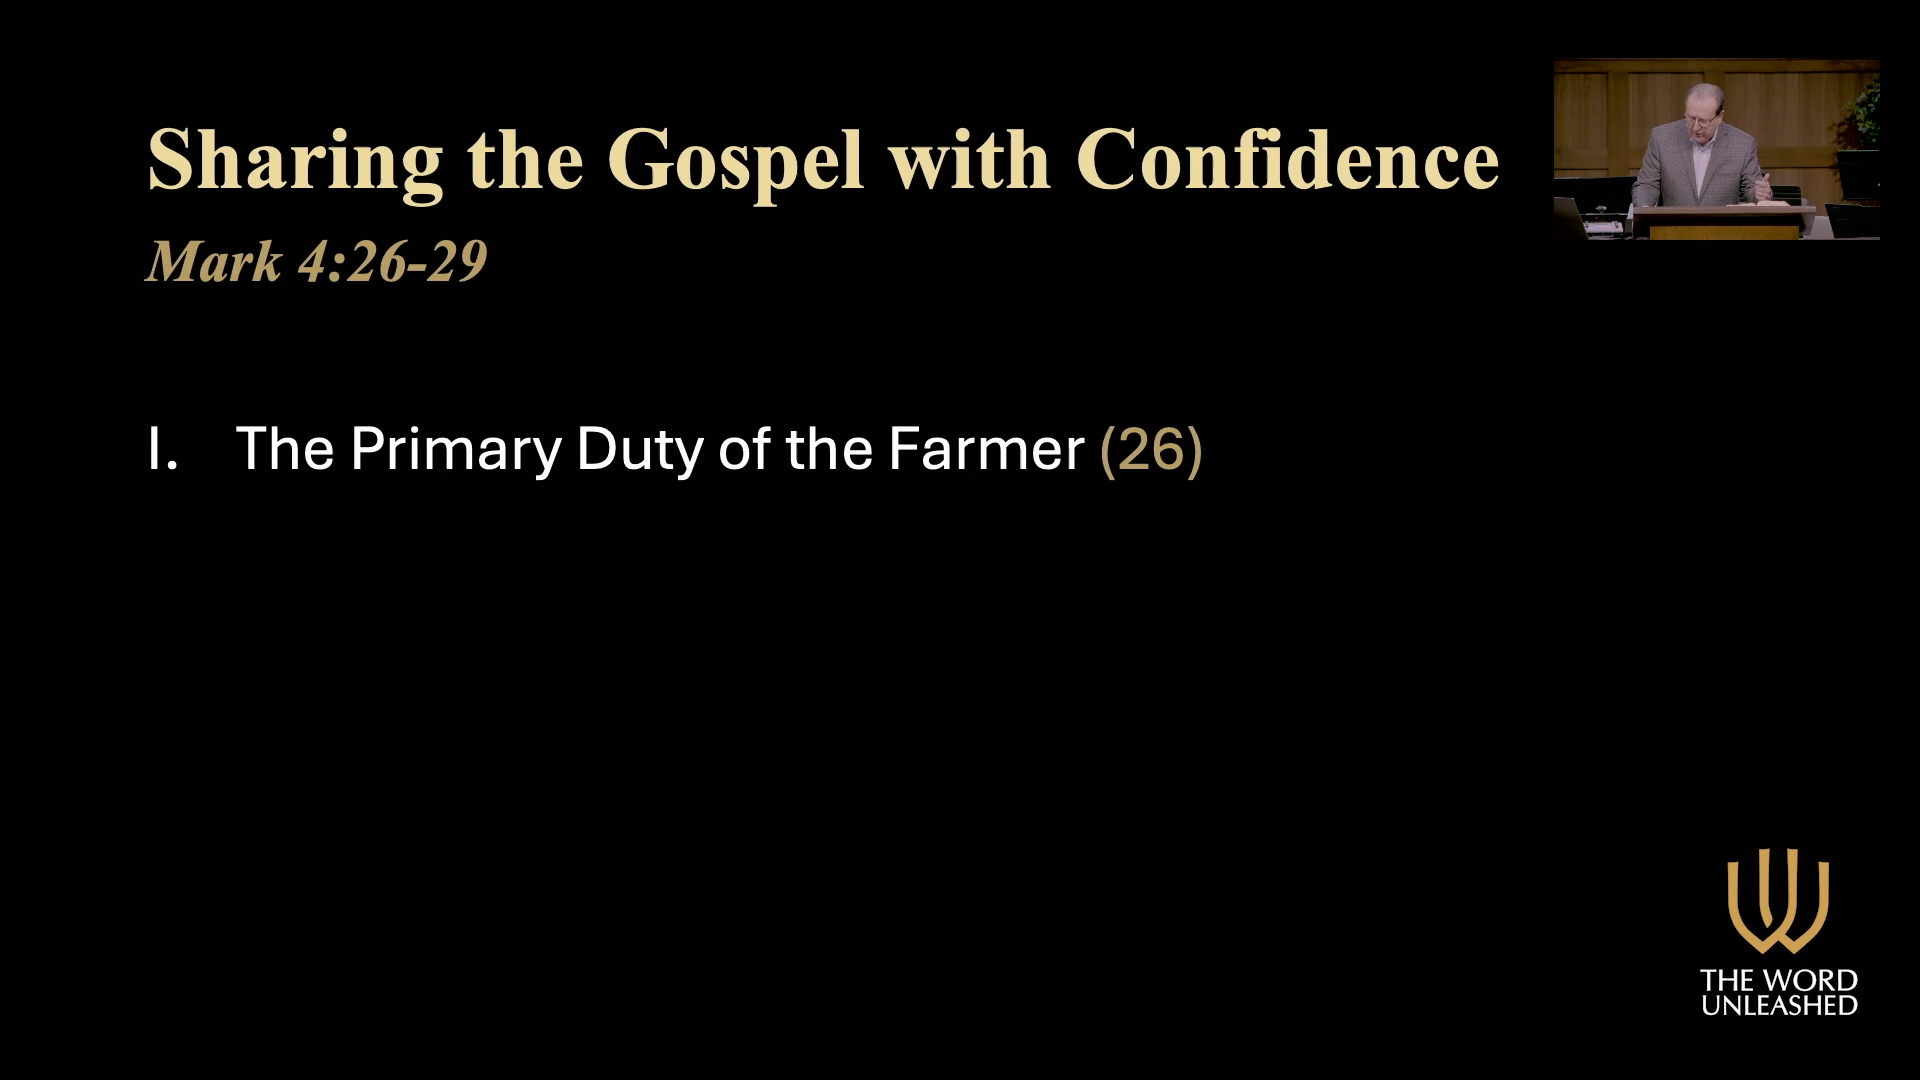 Sharing the Gospel with Confidence
Mark 4:26-29
I. The Primary Duty of the Farmer (26)
THE WORD
UNLEASHED